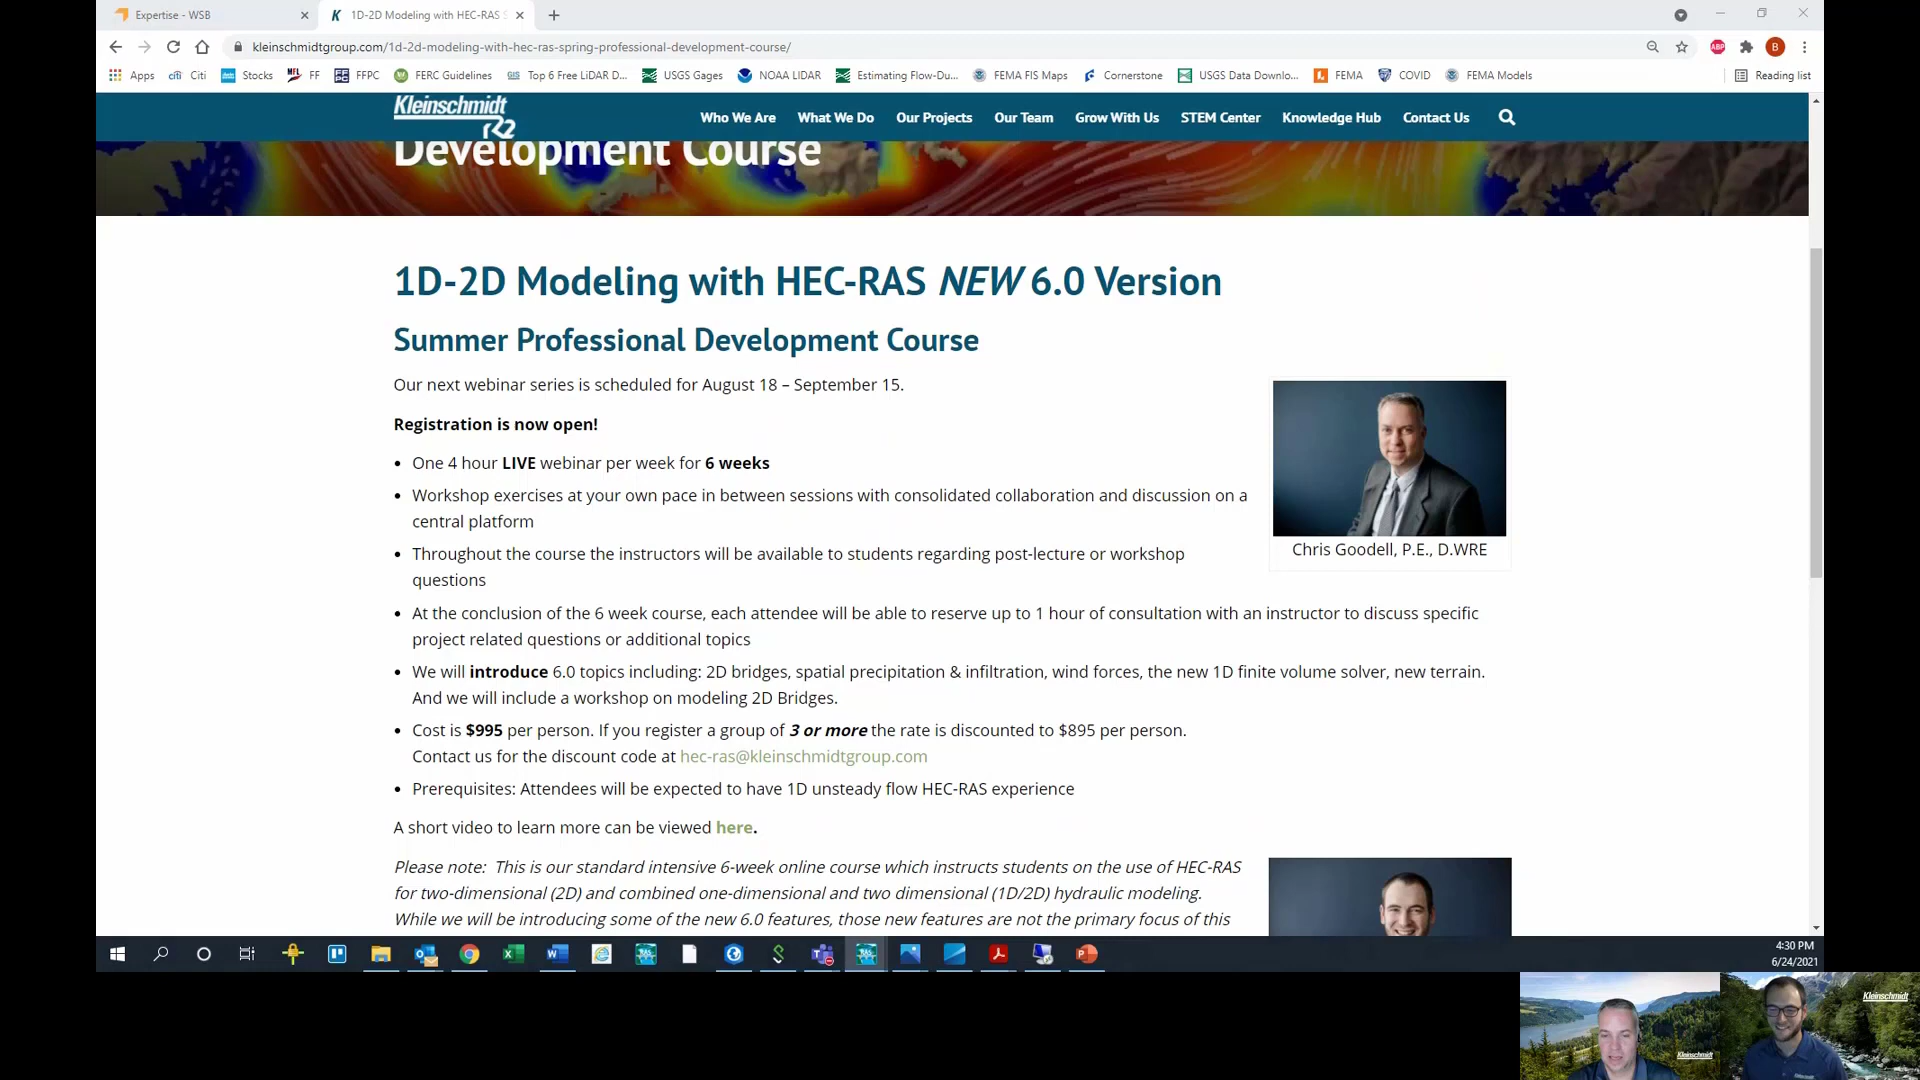 Expertise - WSB
1D-2D Modeling with HEC-RAS S
kleinschmidtgroup.com/1d-2d-modeling-with-hec-ras-spring-professional-development-course/
Apps Citi Stocks FF FFPC FERC Guidelines Top 6 Free LiDAR D... USGS Gages NOAA LIDAR Estimating Flow-Du... FEMA FIS Maps Cornerstone USGS Data Downlo... FEMA COVID FEMA Models Reading list
Kleinschmidt
Who We Are What We Do Our Projects Our Team Grow With Us STEM Center Knowledge Hub Contact Us
Development Course
1D-2D Modeling with HEC-RAS NEW 6.0 Version
Summer Professional Development Course
Our next webinar series is scheduled for August 18 – September 15.
Registration is now open!
• One 4 hour LIVE webinar per week for 6 weeks
• Workshop exercises at your own pace in between sessions with consolidated collaboration and discussion on a
central platform
• Throughout the course the instructors will be available to students regarding post-lecture or workshop
questions
Chris Goodell, P.E., D.WRE
• At the conclusion of the 6 week course, each attendee will be able to reserve up to 1 hour of consultation with an instructor to discuss specific
project related questions or additional topics
• We will introduce 6.0 topics including: 2D bridges, spatial precipitation & infiltration, wind forces, the new 1D finite volume solver, new terrain.
And we will include a workshop on modeling 2D Bridges.
• Cost is $995 per person. If you register a group of 3 or more the rate is discounted to $895 per person.
Contact us for the discount code at hec-ras@kleinschmidtgroup.com
• Prerequisites: Attendees will be expected to have 1D unsteady flow HEC-RAS experience
A short video to learn more can be viewed here.
Please note: This is our standard intensive 6-week online course which instructs students on the use of HEC-RAS
for two-dimensional (2D) and combined one-dimensional and two dimensional (1D/2D) hydraulic modeling.
While we will be introducing some of the new 6.0 features, those new features are not the primary focus of this
4:30 PM
6/24/2021
Kleinschmidt
Kleinschmidt